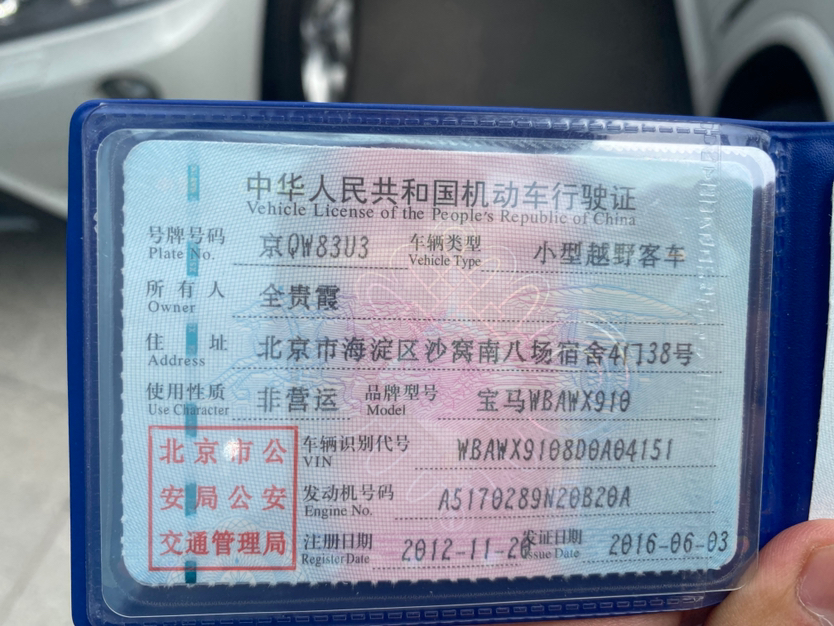 中华人民共和国机动车行驶证
Vehicle License of the People's Republic of China
号牌号码 京QW83U3 车辆类型 小型越野客车
Plate No. Vehicle Type
所有人 全贵霞
Owner
住址 北京市海淀区沙窝南八场宿舍4门38号
Address
使用性质 非营运 品牌型号 宝马WBAWX910
Use Character Model
北京市公 车辆识别代号 WBAWX9108D0A04151
VIN
安局公安 发动机号码 A5170289N20B20A
Engine No.
交通管理局 注册日期 2012-11-20 发证日期 2016-06-03
Register Date Issue Date